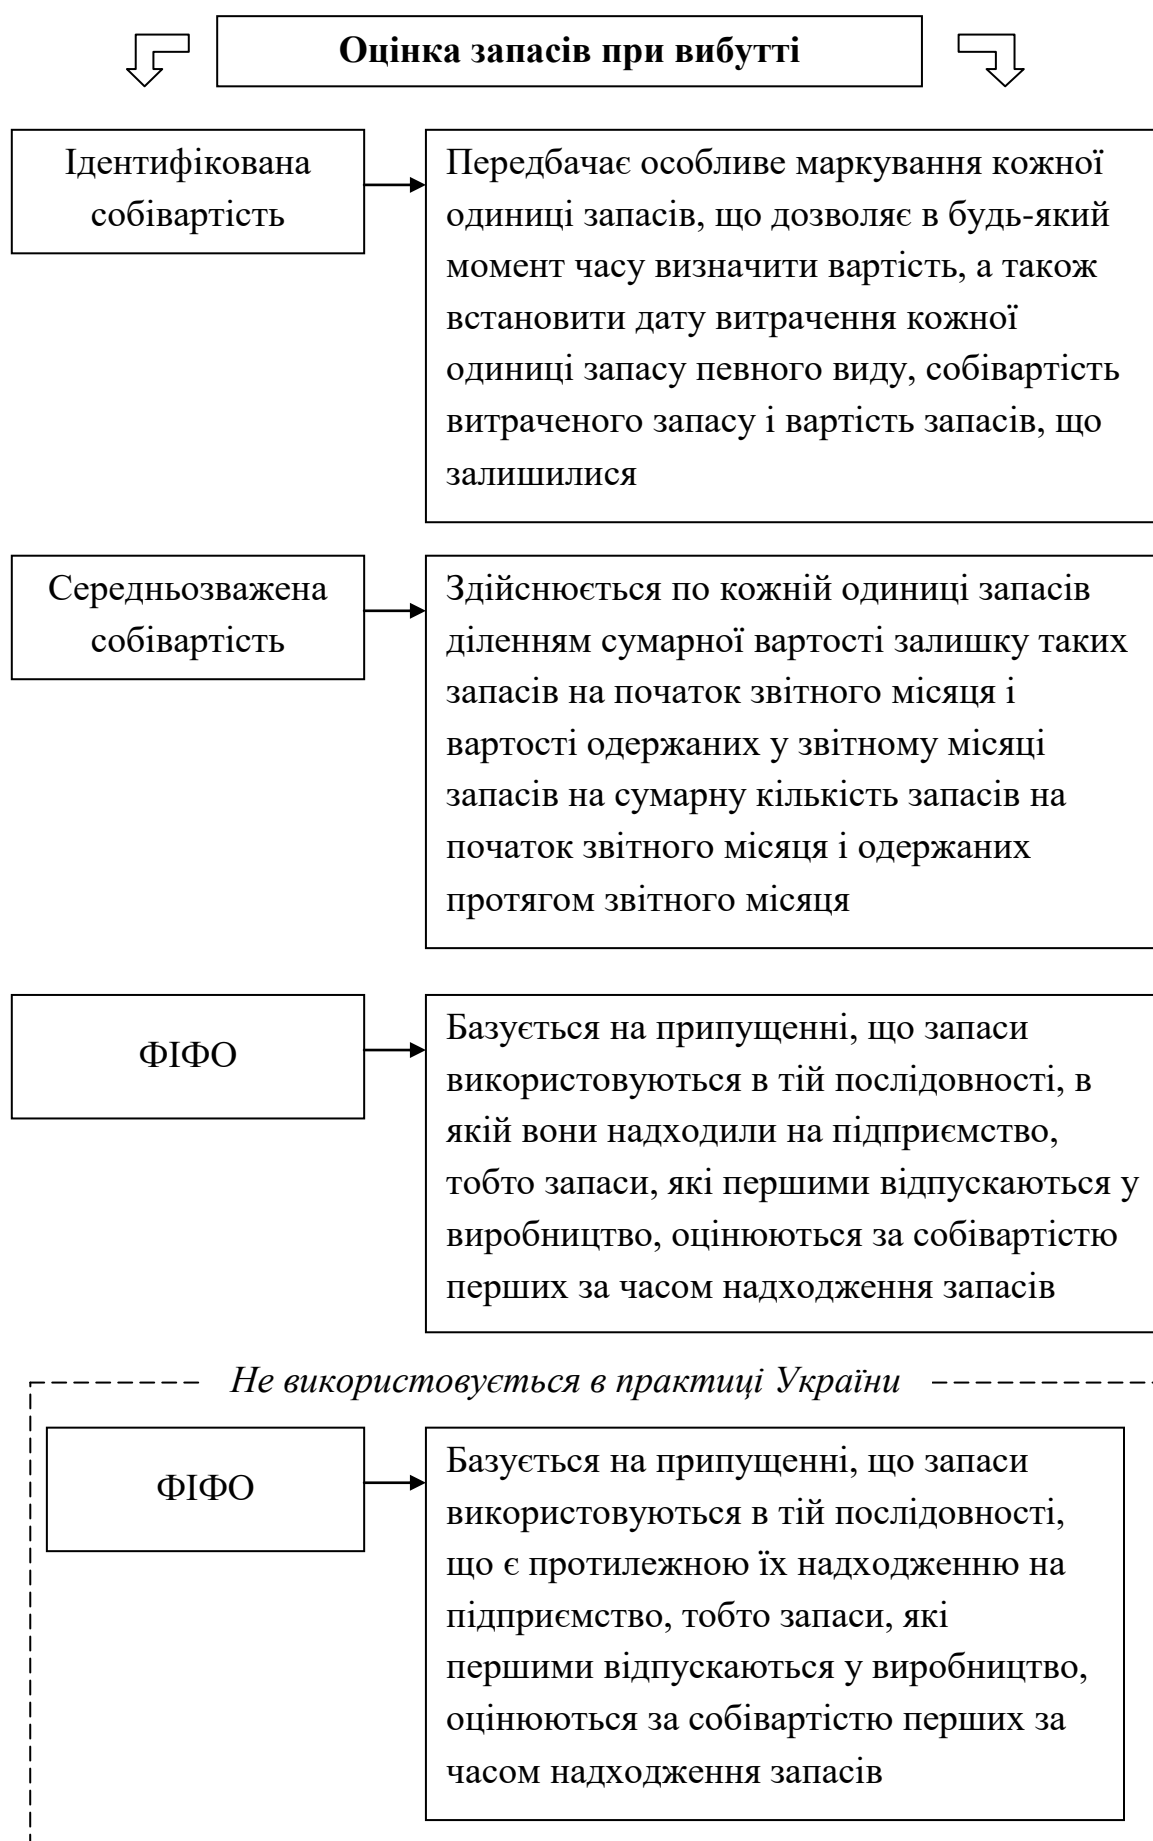 Оцінка запасів при вибутті
Ідентифікована
собівартість
Передбачає особливе маркування кожної
одиниці запасів, що дозволяє в будь-який
момент часу визначити вартість, а також
встановити дату витрачення кожної
одиниці запасу певного виду, собівартість
витраченого запасу і вартість запасів, що
залишилися
Середньозважена
собівартість
Здійснюється по кожній одиниці запасів
діленням сумарної вартості залишку таких
запасів на початок звітного місяця і
вартості одержаних у звітному місяці
запасів на сумарну кількість запасів на
початок звітного місяця і одержаних
протягом звітного місяця
ФІФО
Базується на припущенні, що запаси
використовуються в тій послідовності, в
якій вони надходили на підприємство,
тобто запаси, які першими відпускаються у
виробництво, оцінюються за собівартістю
перших за часом надходження запасів
Не використовується в практиці України
ФІФО
Базується на припущенні, що запаси
використовуються в тій послідовності,
що є протилежною їх надходженню на
підприємство, тобто запаси, які
першими відпускаються у виробництво,
оцінюються за собівартістю перших за
часом надходження запасів